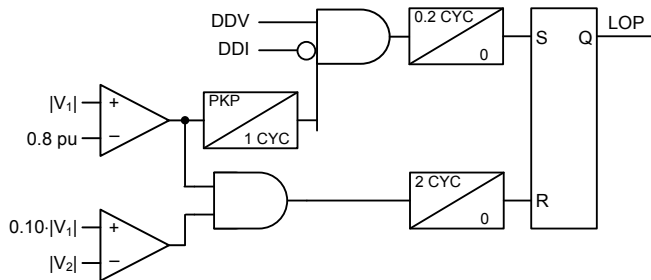 DDV
DDI
0.2 CYC
0
S
Q
LOP
|V₁|
+
0.8 pu
−
PKP
1 CYC
2 CYC
0
R
0.10·|V₁|
+
|V₂|
−